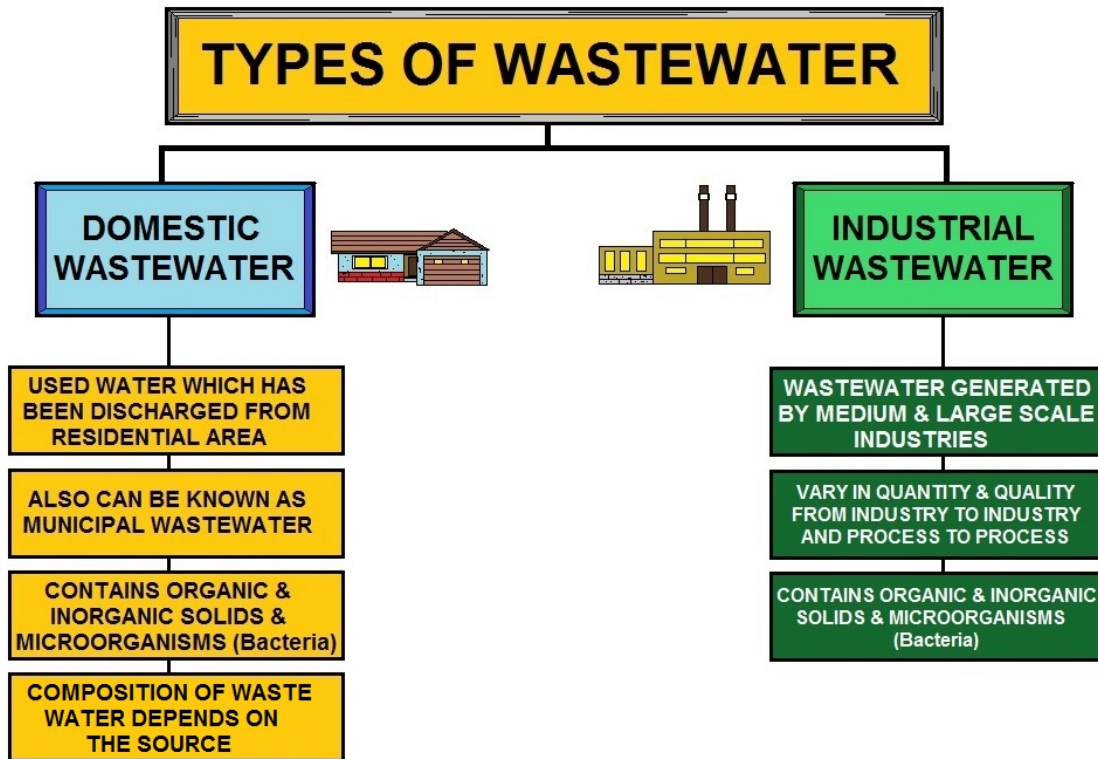 TYPES OF WASTEWATER
DOMESTIC
WASTEWATER
USED WATER WHICH HAS
BEEN DISCHARGED FROM
RESIDENTIAL AREA
ALSO CAN BE KNOWN AS
MUNICIPAL WASTEWATER
CONTAINS ORGANIC &
INORGANIC SOLIDS &
MICROORGANISMS (Bacteria)
COMPOSITION OF WASTE
WATER DEPENDS ON
THE SOURCE
INDUSTRIAL
WASTEWATER
WASTEWATER GENERATED
BY MEDIUM & LARGE SCALE
INDUSTRIES
VARY IN QUANTITY & QUALITY
FROM INDUSTRY TO INDUSTRY
AND PROCESS TO PROCESS
CONTAINS ORGANIC & INORGANIC
SOLIDS & MICROORGANISMS
(Bacteria)